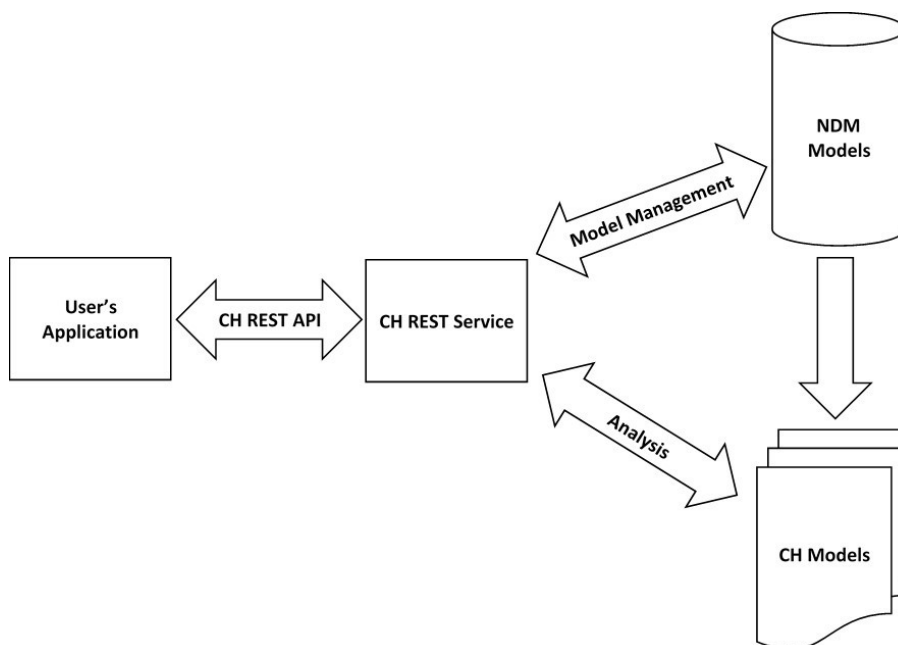 NDM
Models
Model Management
User's
Application
CH REST API
CH REST Service
Analysis
CH Models